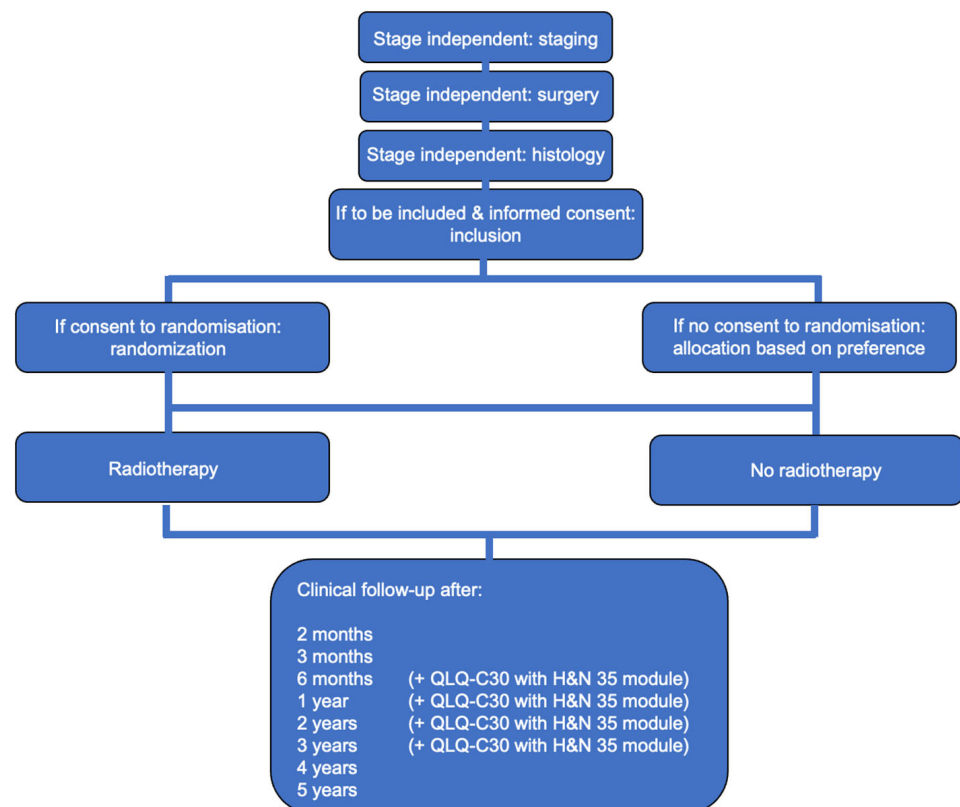 Stage independent: staging
Stage independent: surgery
Stage independent: histology
If to be included & informed consent:
inclusion
If consent to randomisation:
randomization
If no consent to randomisation:
allocation based on preference
Radiotherapy
No radiotherapy
Clinical follow-up after:
2 months
3 months
6 months (+ QLQ-C30 with H&N 35 module)
1 year (+ QLQ-C30 with H&N 35 module)
2 years (+ QLQ-C30 with H&N 35 module)
3 years (+ QLQ-C30 with H&N 35 module)
4 years
5 years